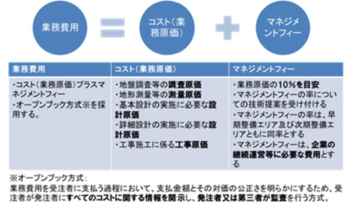 業務費用
＝
コスト（業
務原価）
＋
マネジメ
ントフィー
業務費用
コスト（業務原価）
マネジメントフィー
・コスト（業務原価）プラスマ
ネジメントフィー
・オープンブック方式※を採
用する。
・地盤調査等の調査原価
・地形測量等の測量原価
・基本設計の実施に必要な設
計原価
・詳細設計の実施に必要な設
計原価
・工事施工に係る工事原価
・業務原価の10％を目安
・マネジメントフィーの率につい
ての技術提案を受け付ける
・マネジメントフィーの率は、早
期整備エリア及び次期整備エ
リアともに同率とする
・マネジメントフィーは、企業の
継続運営等に必要な費用とす
る
※オープンブック方式：
業務費用を受注者に支払う過程において、支払金額とその対価の公正さを明らかにするため、受
注者が発注者にすべてのコストに関する情報を開示し、発注者又は第三者が監査を行う方式。